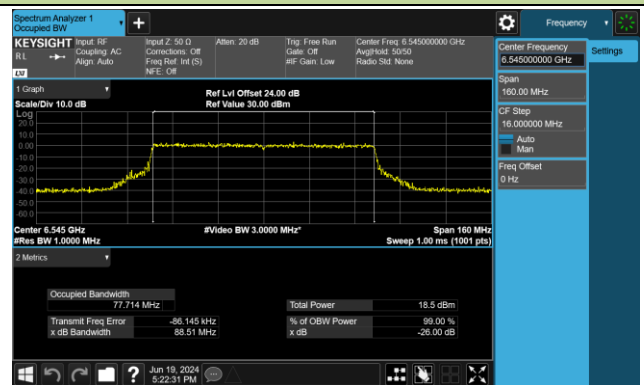 Spectrum Analyzer 1
Occupied BW
Frequency
KEYSIGHT
Input: RF
Coupling: AC
Align: Auto
Input Z: 50 Ω
Corrections: Off
Freq Ref: Int (S)
NFE: Off
Atten: 20 dB
Trig: Free Run
Gate: Off
#IF Gain: Low
Center Freq: 6.545000000 GHz
Avg|Hold: 50/50
Radio Std: None
R L
LXI
Center Frequency
6.545000000 GHz
Settings
Span
160.00 MHz
CF Step
16.000000 MHz
Auto
Man
Freq Offset
0 Hz
1 Graph
Scale/Div 10.0 dB
Ref Lvl Offset 24.00 dB
Ref Value 30.00 dBm
Log
20.0
10.0
0.00
-10.0
-20.0
-30.0
-40.0
-50.0
-60.0
Center 6.545 GHz
#Res BW 1.0000 MHz
#Video BW 3.0000 MHz*
Span 160 MHz
Sweep 1.00 ms (1001 pts)
2 Metrics
Occupied Bandwidth
77.714 MHz
Transmit Freq Error -86.145 kHz
x dB Bandwidth 88.51 MHz
Total Power 18.5 dBm
% of OBW Power 99.00 %
x dB -26.00 dB
Jun 19, 2024
5:22:31 PM